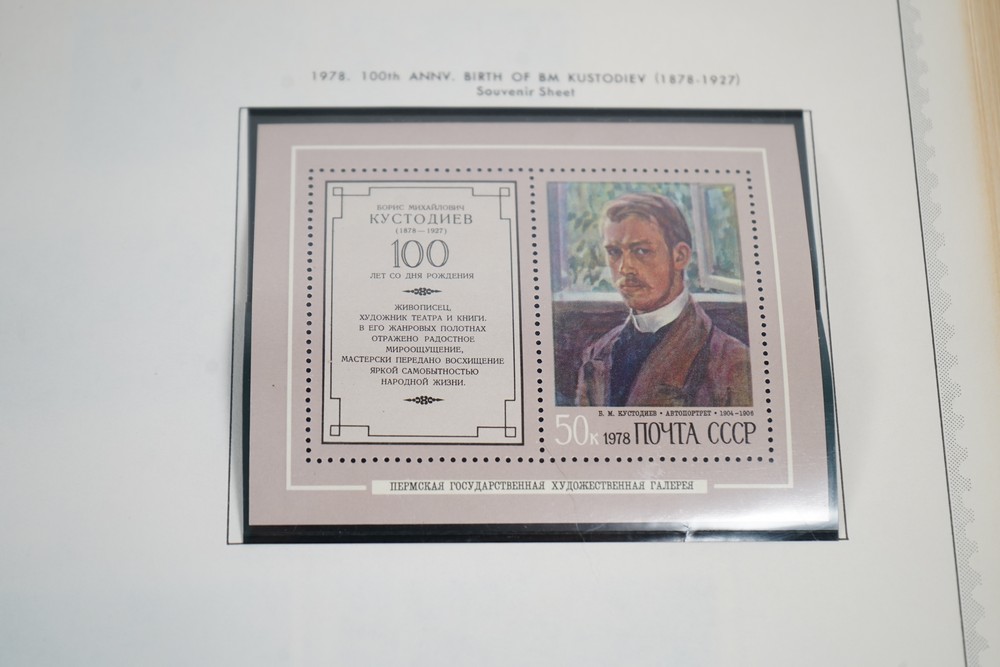 1978. 100th ANNV. BIRTH OF BM KUSTODIEV (1878-1927)
Souvenir Sheet
БОРИС МИХАЙЛОВИЧ
КУСТОДИЕВ
(1878—1927)
100
ЛЕТ СО ДНЯ РОЖДЕНИЯ
ЖИВОПИСЕЦ,
ХУДОЖНИК ТЕАТРА И КНИГИ.
В ЕГО ЖАНРОВЫХ ПОЛОТНАХ
ОТРАЖЕНО РАДОСТНОЕ
МИРООЩУЩЕНИЕ,
МАСТЕРСКИ ПЕРЕДАНО ВОСХИЩЕНИЕ
ЯРКОЙ САМОБЫТНОСТЬЮ
НАРОДНОЙ ЖИЗНИ.
Б. М. КУСТОДИЕВ • АВТОПОРТРЕТ • 1904—1906
50к 1978 ПОЧТА СССР
ПЕРМСКАЯ ГОСУДАРСТВЕННАЯ ХУДОЖЕСТВЕННАЯ ГАЛЕРЕЯ